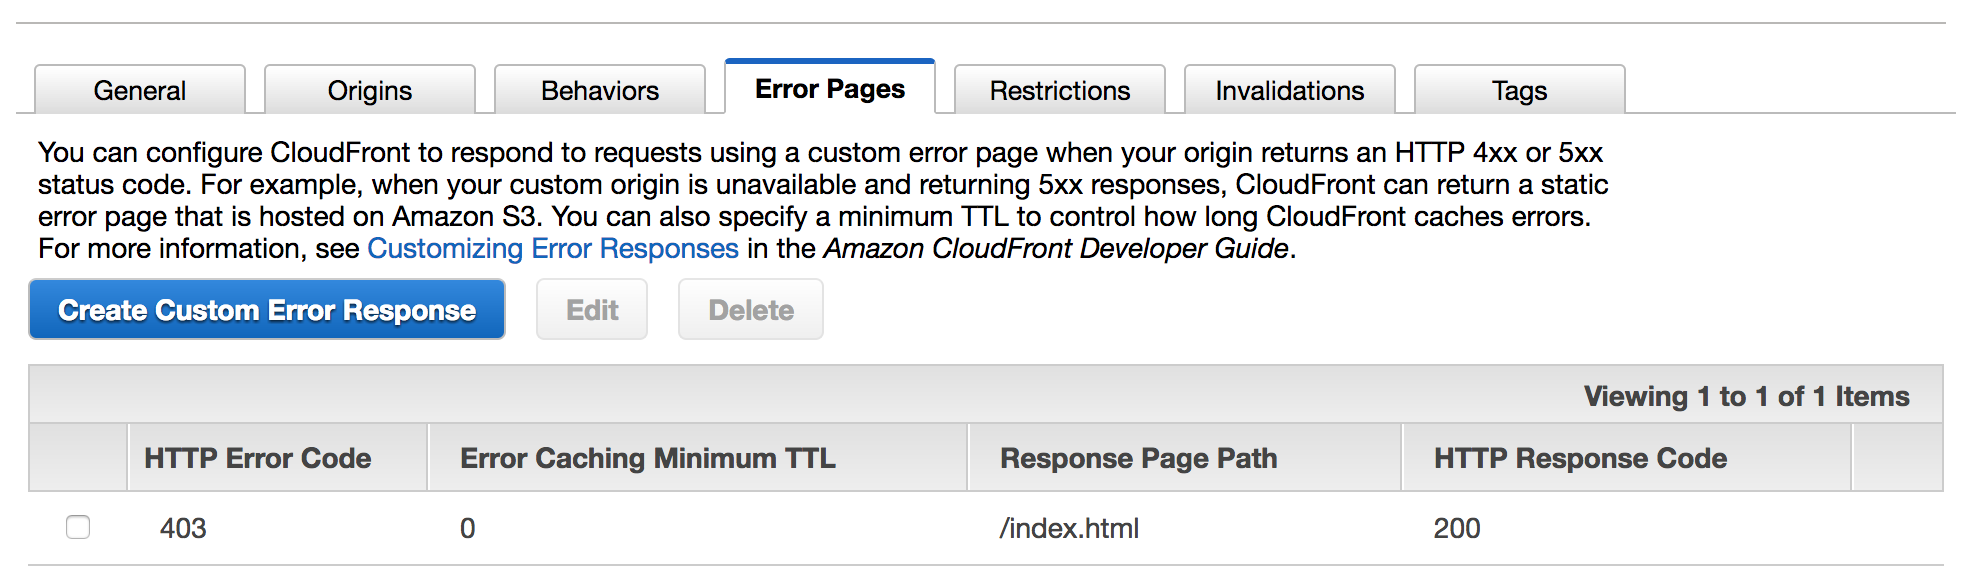 General Origins Behaviors Error Pages Restrictions Invalidations Tags
You can configure CloudFront to respond to requests using a custom error page when your origin returns an HTTP 4xx or 5xx
status code. For example, when your custom origin is unavailable and returning 5xx responses, CloudFront can return a static
error page that is hosted on Amazon S3. You can also specify a minimum TTL to control how long CloudFront caches errors.
For more information, see Customizing Error Responses in the Amazon CloudFront Developer Guide.
Create Custom Error Response Edit Delete
Viewing 1 to 1 of 1 Items
HTTP Error Code Error Caching Minimum TTL Response Page Path HTTP Response Code
403 0 /index.html 200